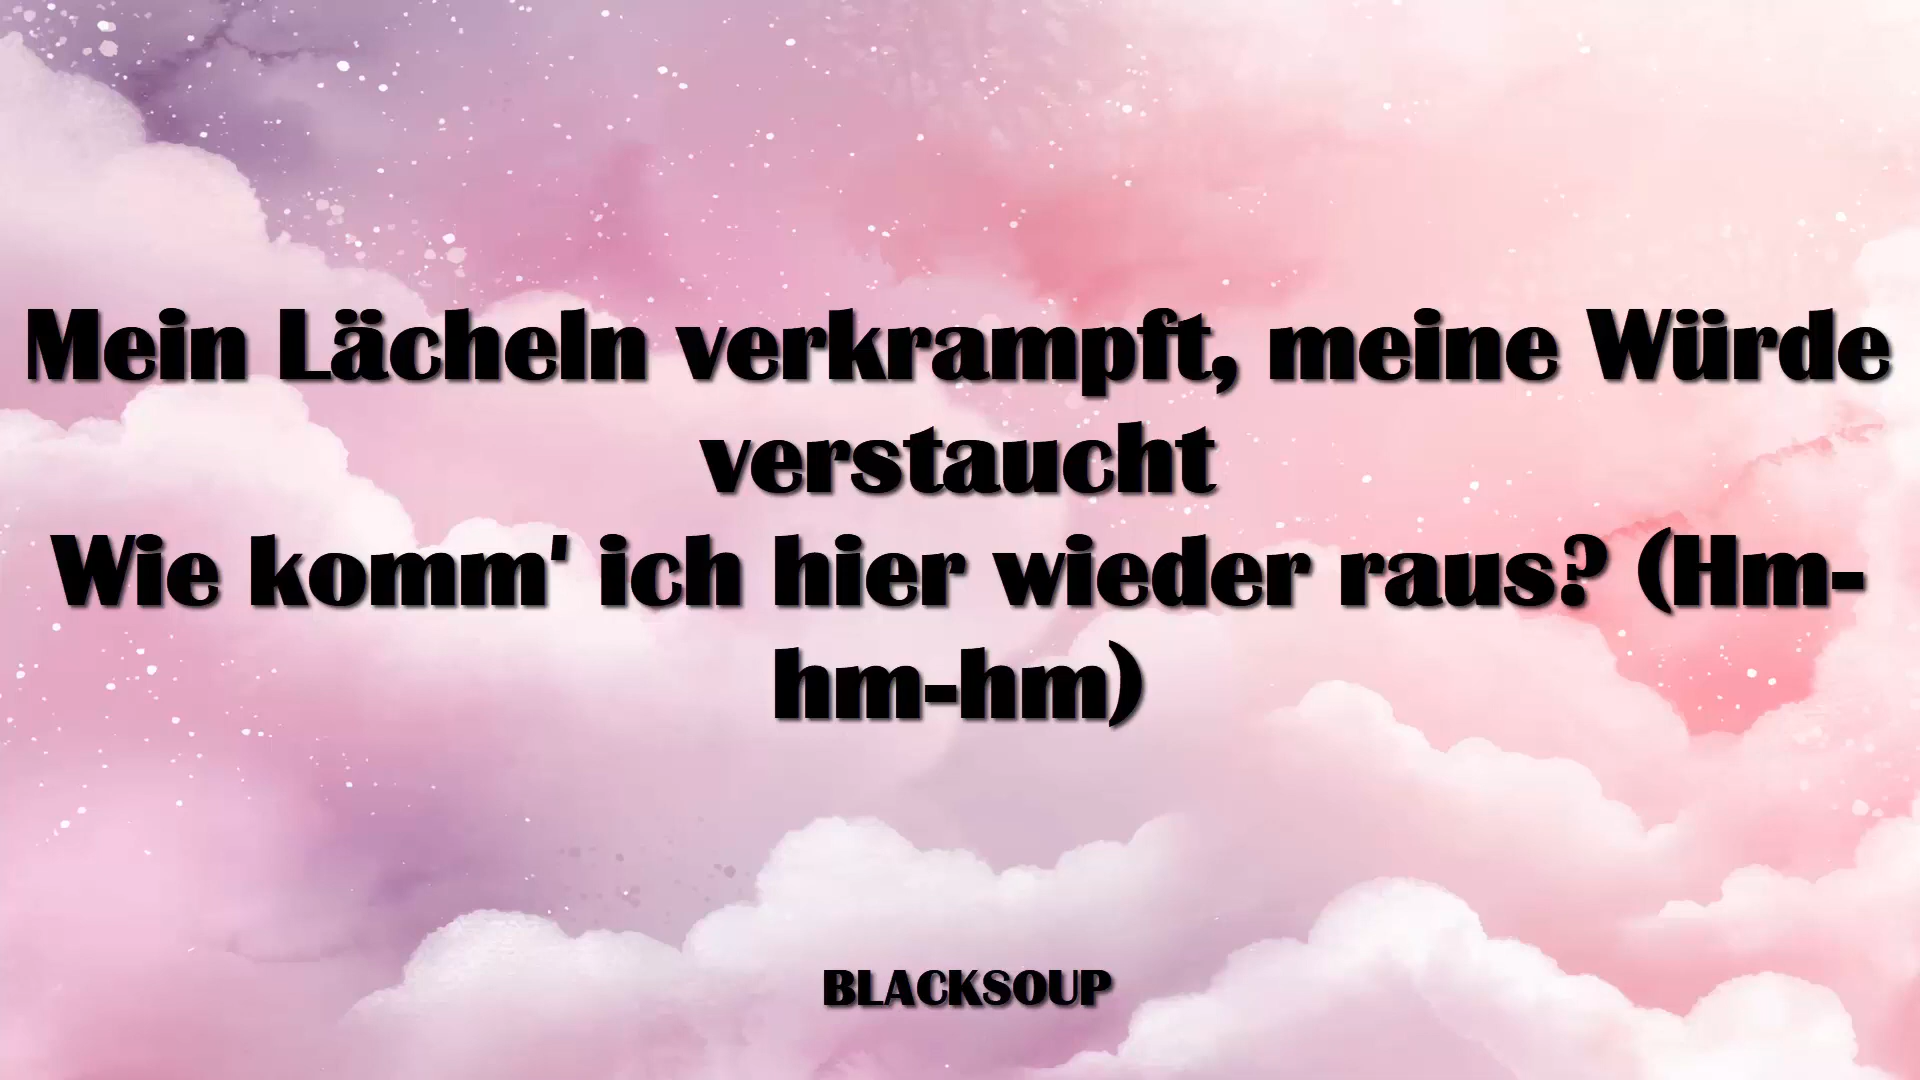 Mein Lächeln verkrampft, meine Würde
verstaucht
Wie komm' ich hier wieder raus? (Hm-
hm-hm)
BLACKSOUP